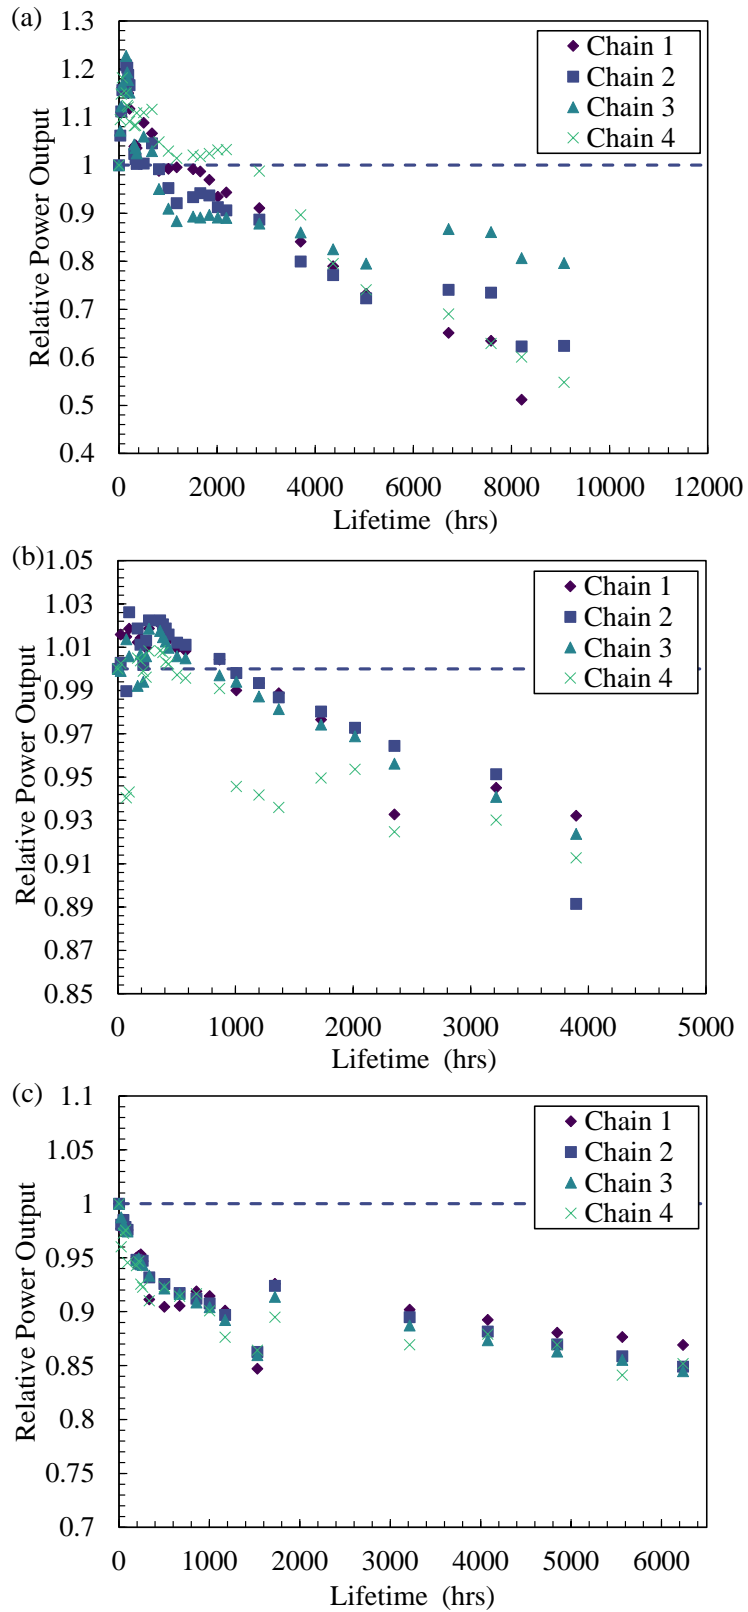 (a)
1.3
1.2
1.1
1
0.9
0.8
0.7
0.6
0.5
0.4
Relative Power Output
Chain 1
Chain 2
Chain 3
Chain 4
0 2000 4000 6000 8000 10000 12000
Lifetime (hrs)
(b)
1.05
1.03
1.01
0.99
0.97
0.95
0.93
0.91
0.89
0.87
0.85
Relative Power Output
Chain 1
Chain 2
Chain 3
Chain 4
0 1000 2000 3000 4000 5000
Lifetime (hrs)
(c)
1.1
1.05
1
0.95
0.9
0.85
0.8
0.75
0.7
Relative Power Output
Chain 1
Chain 2
Chain 3
Chain 4
0 1000 2000 3000 4000 5000 6000
Lifetime (hrs)